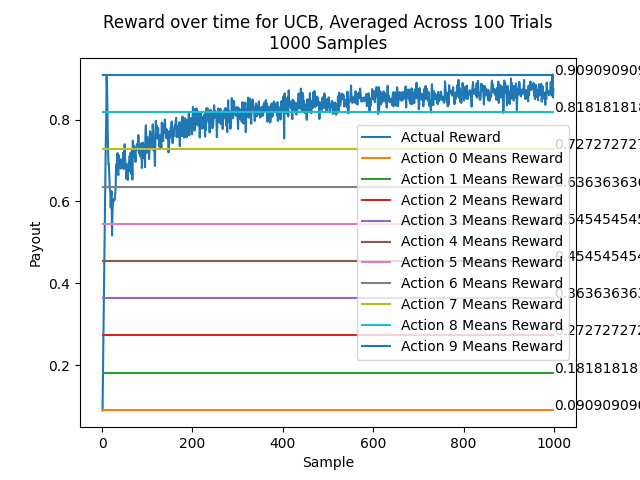 Reward over time for UCB, Averaged Across 100 Trials
1000 Samples
Payout
0.8
0.6
0.4
0.2
0
200
400
600
800
1000
Sample
Actual Reward
Action 0 Means Reward
Action 1 Means Reward
Action 2 Means Reward
Action 3 Means Reward
Action 4 Means Reward
Action 5 Means Reward
Action 6 Means Reward
Action 7 Means Reward
Action 8 Means Reward
Action 9 Means Reward
0.909090909
0.818181818
0.727272727
0.636363636
0.545454545
0.454545454
0.363636363
0.272727272
0.181818181
0.090909090